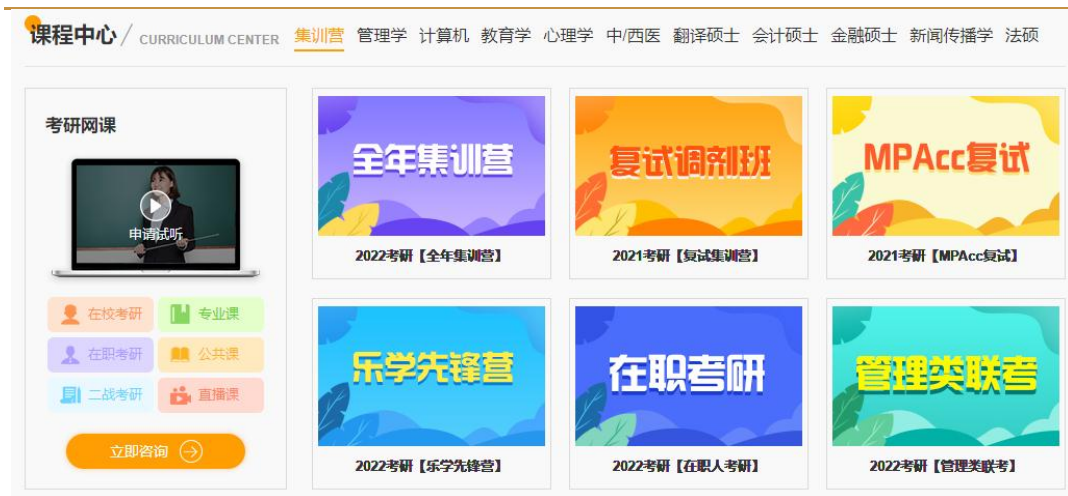 课程中心 / CURRICULUM CENTER 集训营 管理学 计算机 教育学 心理学 中/西医 翻译硕士 会计硕士 金融硕士 新闻传播学 法硕
考研网课
申请试听
在校考研 专业课
在职考研 公共课
二战考研 直播课
立即咨询
全年集训营
2022考研【全年集训营】
复试调剂班
2021考研【复试集训营】
MPAcc复试
2021考研【MPAcc复试】
乐学先锋营
2022考研【乐学先锋营】
在职考研
2022考研【在职人考研】
管理类联考
2022考研【管理类联考】